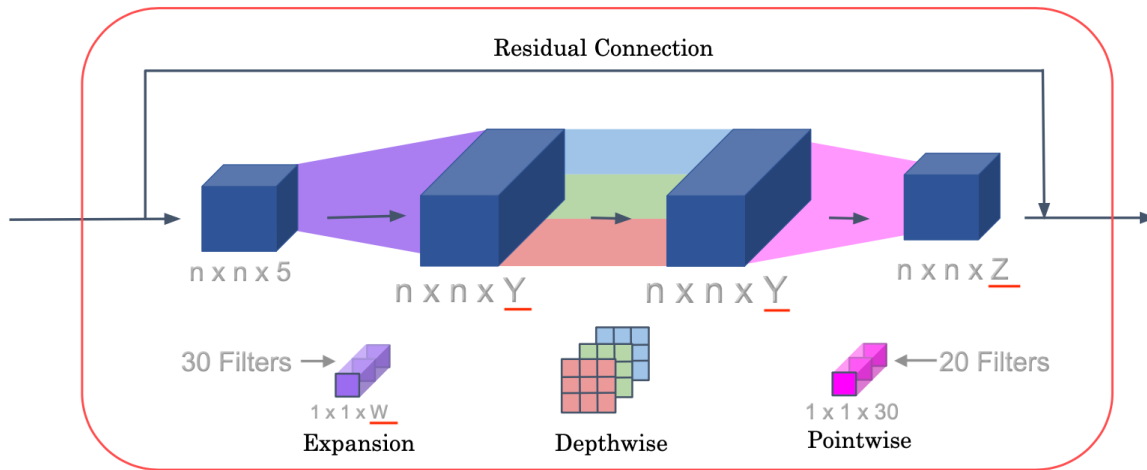 Residual Connection
n x n x 5
n x n x Y
n x n x Y
n x n x Z
30 Filters
20 Filters
1 x 1 x W
1 x 1 x 30
Expansion
Depthwise
Pointwise